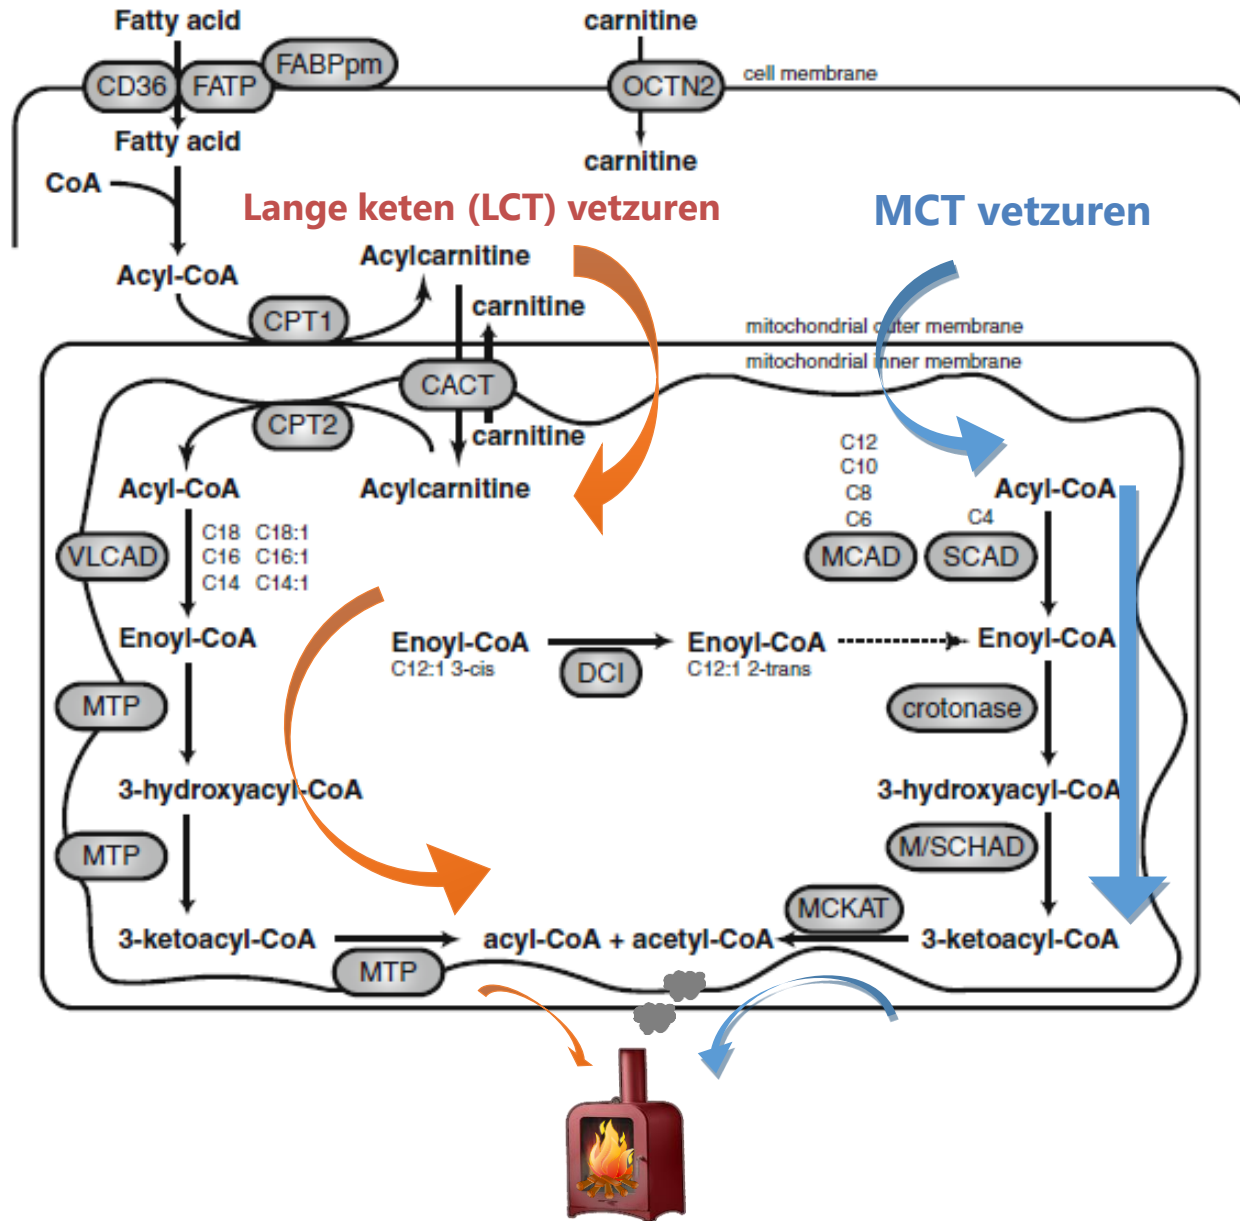 Fatty acid
carnitine
CD36
FATP
FABPpm
OCTN2
cell membrane
Fatty acid
carnitine
CoA
Lange keten (LCT) vetzuren
MCT vetzuren
Acyl-CoA
Acylcarnitine
carnitine
CPT1
mitochondrial outer membrane
mitochondrial inner membrane
CACT
CPT2
carnitine
Acyl-CoA
Acylcarnitine
C12
C10
C8
C6
C4
Acyl-CoA
VLCAD
C18 C18:1
C16 C16:1
C14 C14:1
MCAD
SCAD
Enoyl-CoA
Enoyl-CoA
C12:1 3-cis
DCI
Enoyl-CoA
C12:1 2-trans
Enoyl-CoA
MTP
crotonase
3-hydroxyacyl-CoA
3-hydroxyacyl-CoA
MTP
M/SCHAD
MCKAT
3-ketoacyl-CoA
acyl-CoA + acetyl-CoA
3-ketoacyl-CoA
MTP